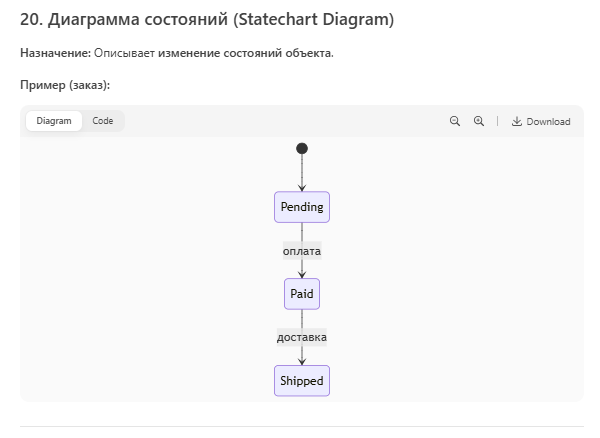 20. Диаграмма состояний (Statechart Diagram)
Назначение: Описывает изменение состояний объекта.
Пример (заказ):
Diagram Code Download
Pending
оплата
Paid
доставка
Shipped